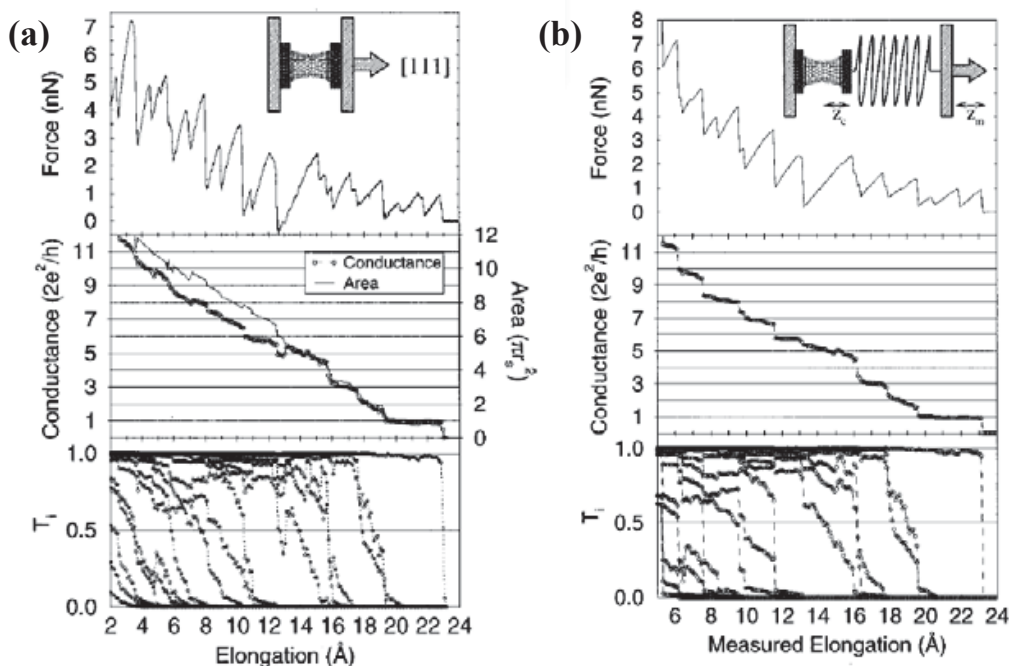 (a)
7
6
5
4
3
2
1
0
Force (nN)
[111]
11
9
7
5
3
1
Conductance (2e²/h)
Conductance
Area
12
10
8
6
4
2
0
Area (πrₛ²)
1.0
0.5
0.0
Tᵢ
2 4 6 8 10 12 14 16 18 20 22 24
Elongation (Å)
(b)
8
7
6
5
4
3
2
1
0
Force (nN)
Z꜀
Zₘ
11
9
7
5
3
1
Conductance (2e²/h)
1.0
0.5
0.0
Tᵢ
6 8 10 12 14 16 18 20 22 24
Measured Elongation (Å)